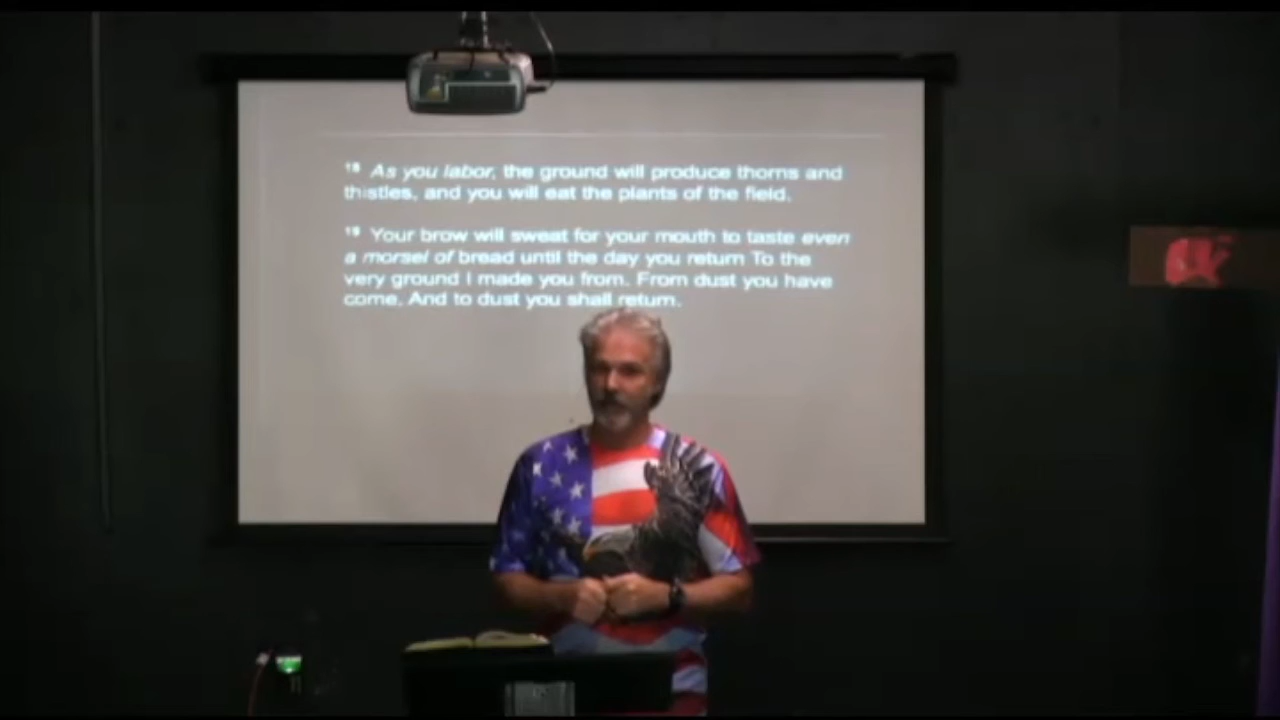 18 As you labor, the ground will produce thorns and
thistles, and you will eat the plants of the field.
19 Your brow will sweat for your mouth to taste even
a morsel of bread until the day you return To the
very ground I made you from. From dust you have
come, And to dust you shall return.